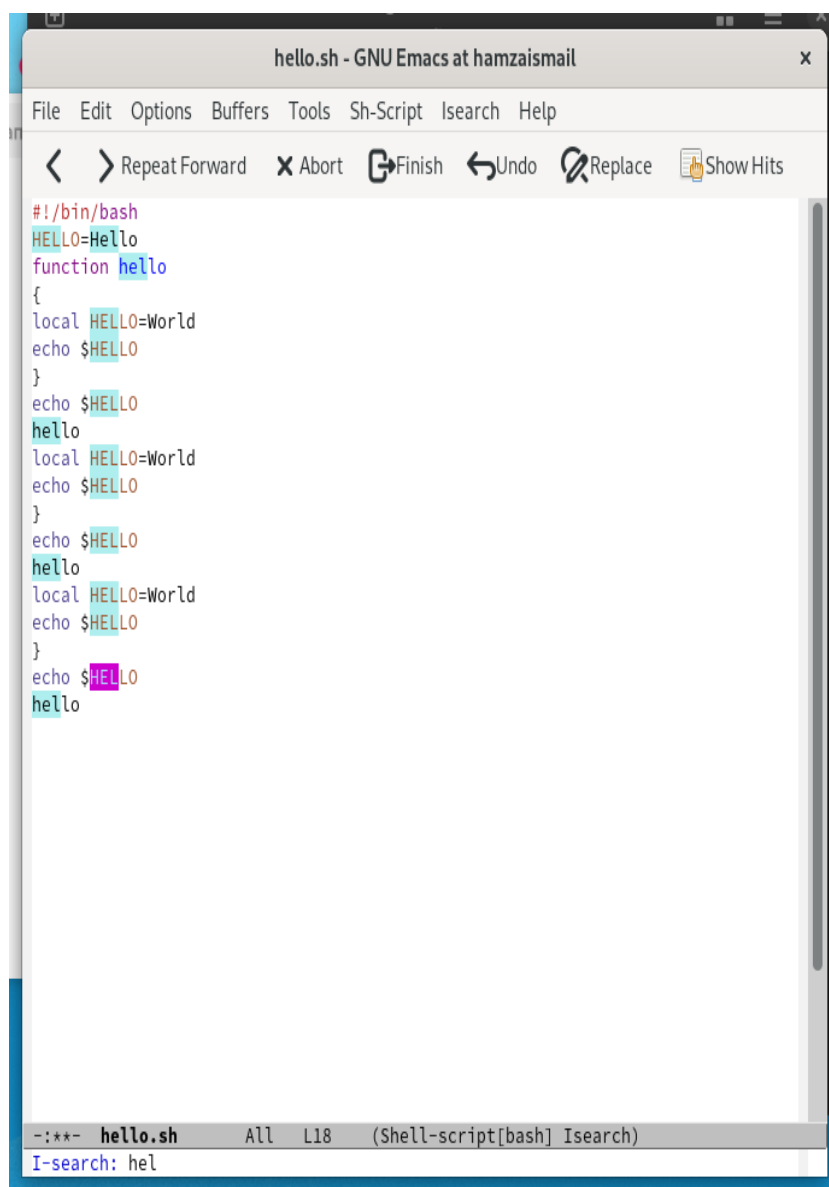 hello.sh - GNU Emacs at hamzaismail x
File Edit Options Buffers Tools Sh-Script Isearch Help
Repeat Forward Abort Finish Undo Replace Show Hits
#!/bin/bash
HELLO=Hello
function hello
{
local HELLO=World
echo $HELLO
}
echo $HELLO
hello
local HELLO=World
echo $HELLO
}
echo $HELLO
hello
local HELLO=World
echo $HELLO
}
echo $HELLO
hello
-:**- hello.sh All L18 (Shell-script[bash] Isearch)
I-search: hel